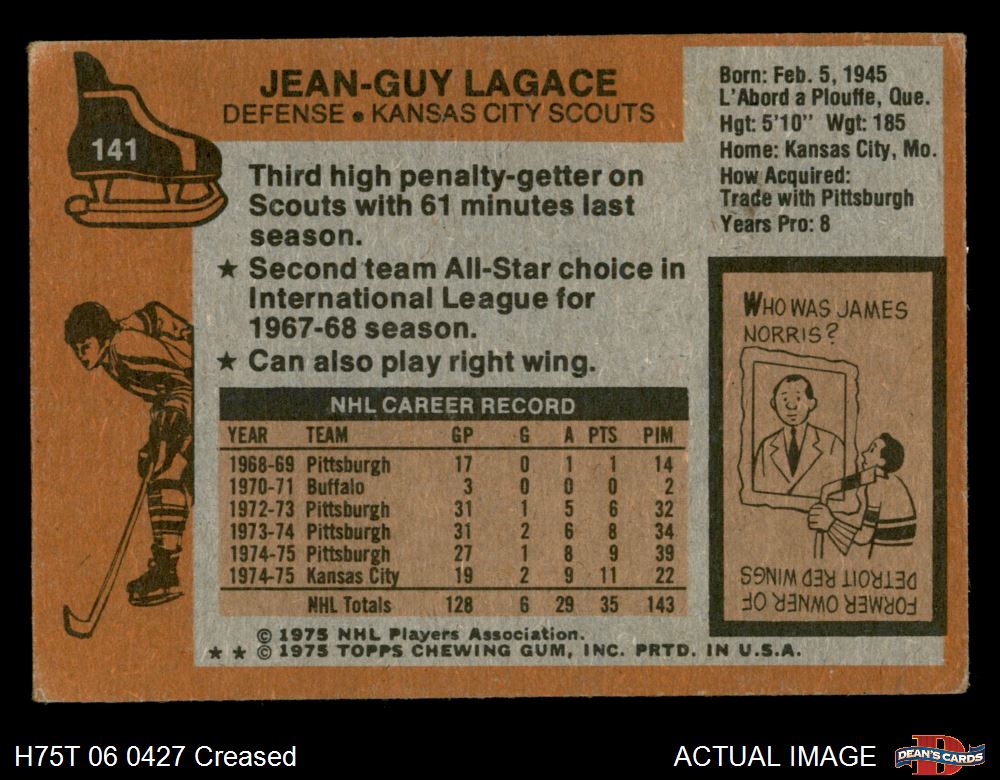 141
JEAN-GUY LAGACE
DEFENSE • KANSAS CITY SCOUTS
Born: Feb. 5, 1945
L'Abord a Plouffe, Que.
Hgt: 5'10" Wgt: 185
Home: Kansas City, Mo.
How Acquired:
Trade with Pittsburgh
Years Pro: 8
Third high penalty-getter on
Scouts with 61 minutes last
season.
★ Second team All-Star choice in
International League for
1967-68 season.
★ Can also play right wing.
NHL CAREER RECORD
YEAR TEAM GP G A PTS PIM
1968-69 Pittsburgh 17 0 1 1 14
1970-71 Buffalo 3 0 0 0 2
1972-73 Pittsburgh 31 1 5 6 32
1973-74 Pittsburgh 31 2 6 8 34
1974-75 Pittsburgh 27 1 8 9 39
1974-75 Kansas City 19 2 9 11 22
NHL Totals 128 6 29 35 143
WHO WAS JAMES
NORRIS?
FORMER OWNER OF
DETROIT RED WINGS
© 1975 NHL Players Association.
★ ★ © 1975 TOPPS CHEWING GUM, INC. PRTD. IN U.S.A.
H75T 06 0427 Creased
ACTUAL IMAGE
DEAN'S CARDS